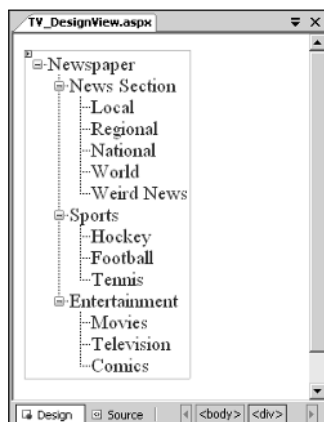 TV_DesignView.aspx
Newspaper
News Section
Local
Regional
National
World
Weird News
Sports
Hockey
Football
Tennis
Entertainment
Movies
Television
Comics
Design Source <body> <div>